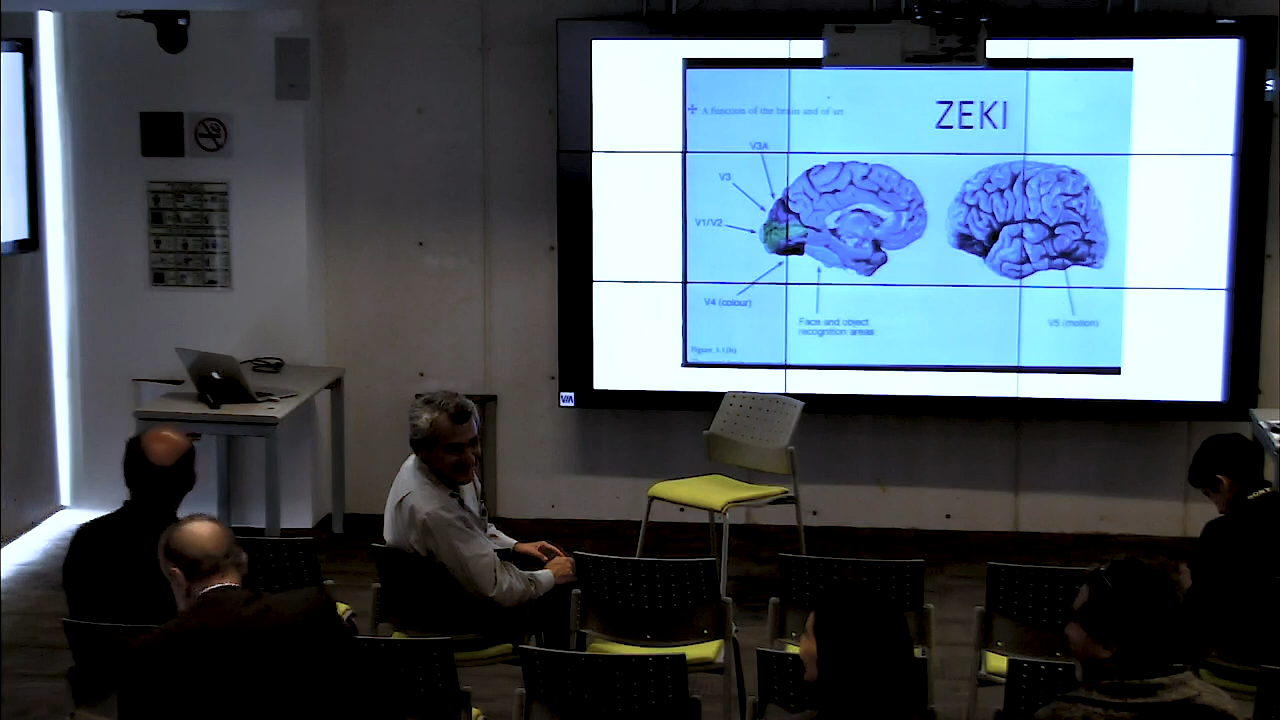 ZEKI
A function of the brain and of art
V3A
V3
V1/V2
V4 (colour)
Face and object
recognition areas
V5 (motion)
VIA